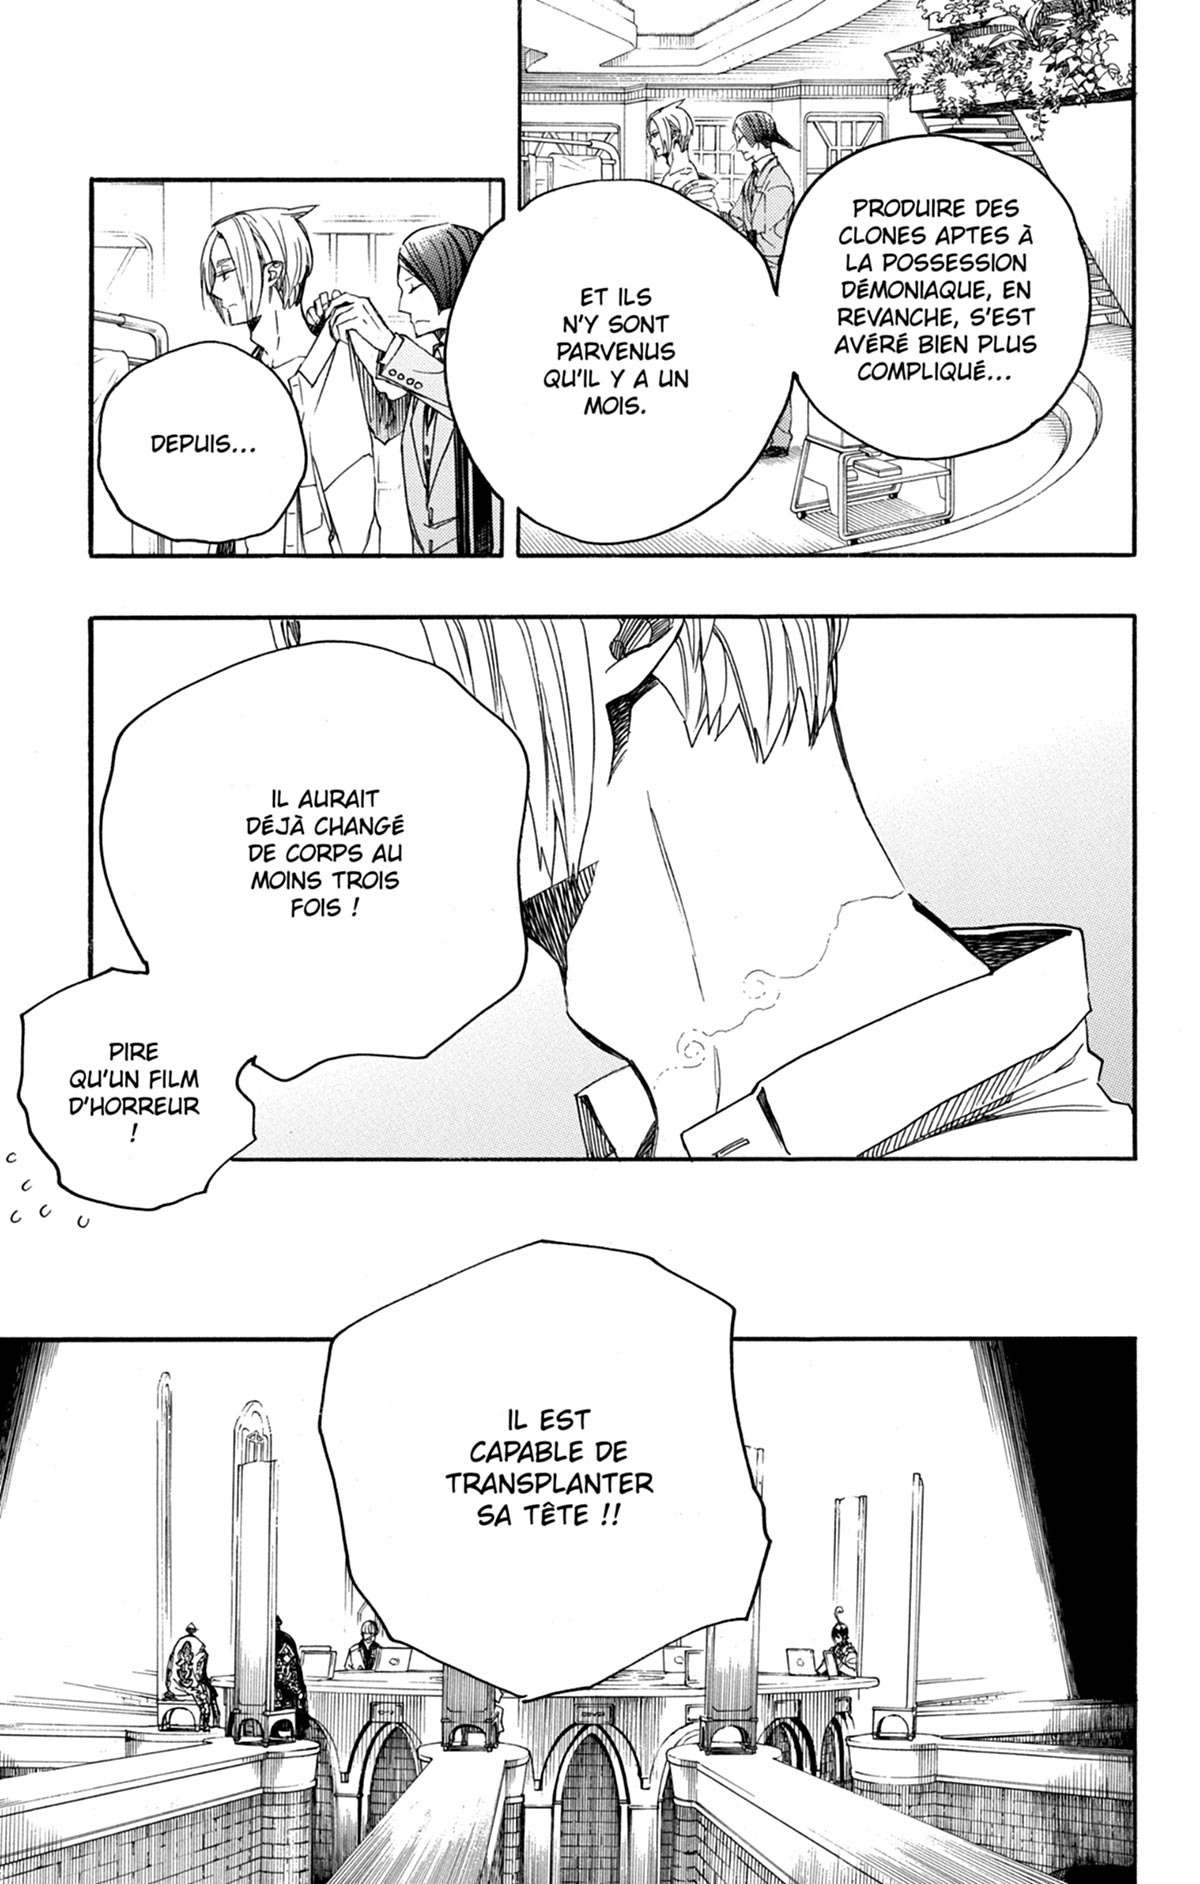 PRODUIRE DES
CLONES APTES À
LA POSSESSION
DÉMONIAQUE, EN
REVANCHE, S'EST
AVÉRÉ BIEN PLUS
COMPLIQUÉ...
ET ILS
N'Y SONT
PARVENUS
QU'IL Y A UN
MOIS.
DEPUIS...
IL AURAIT
DÉJÀ CHANGÉ
DE CORPS AU
MOINS TROIS
FOIS !
PIRE
QU'UN FILM
D'HORREUR
!
IL EST
CAPABLE DE
TRANSPLANTER
SA TÊTE !!